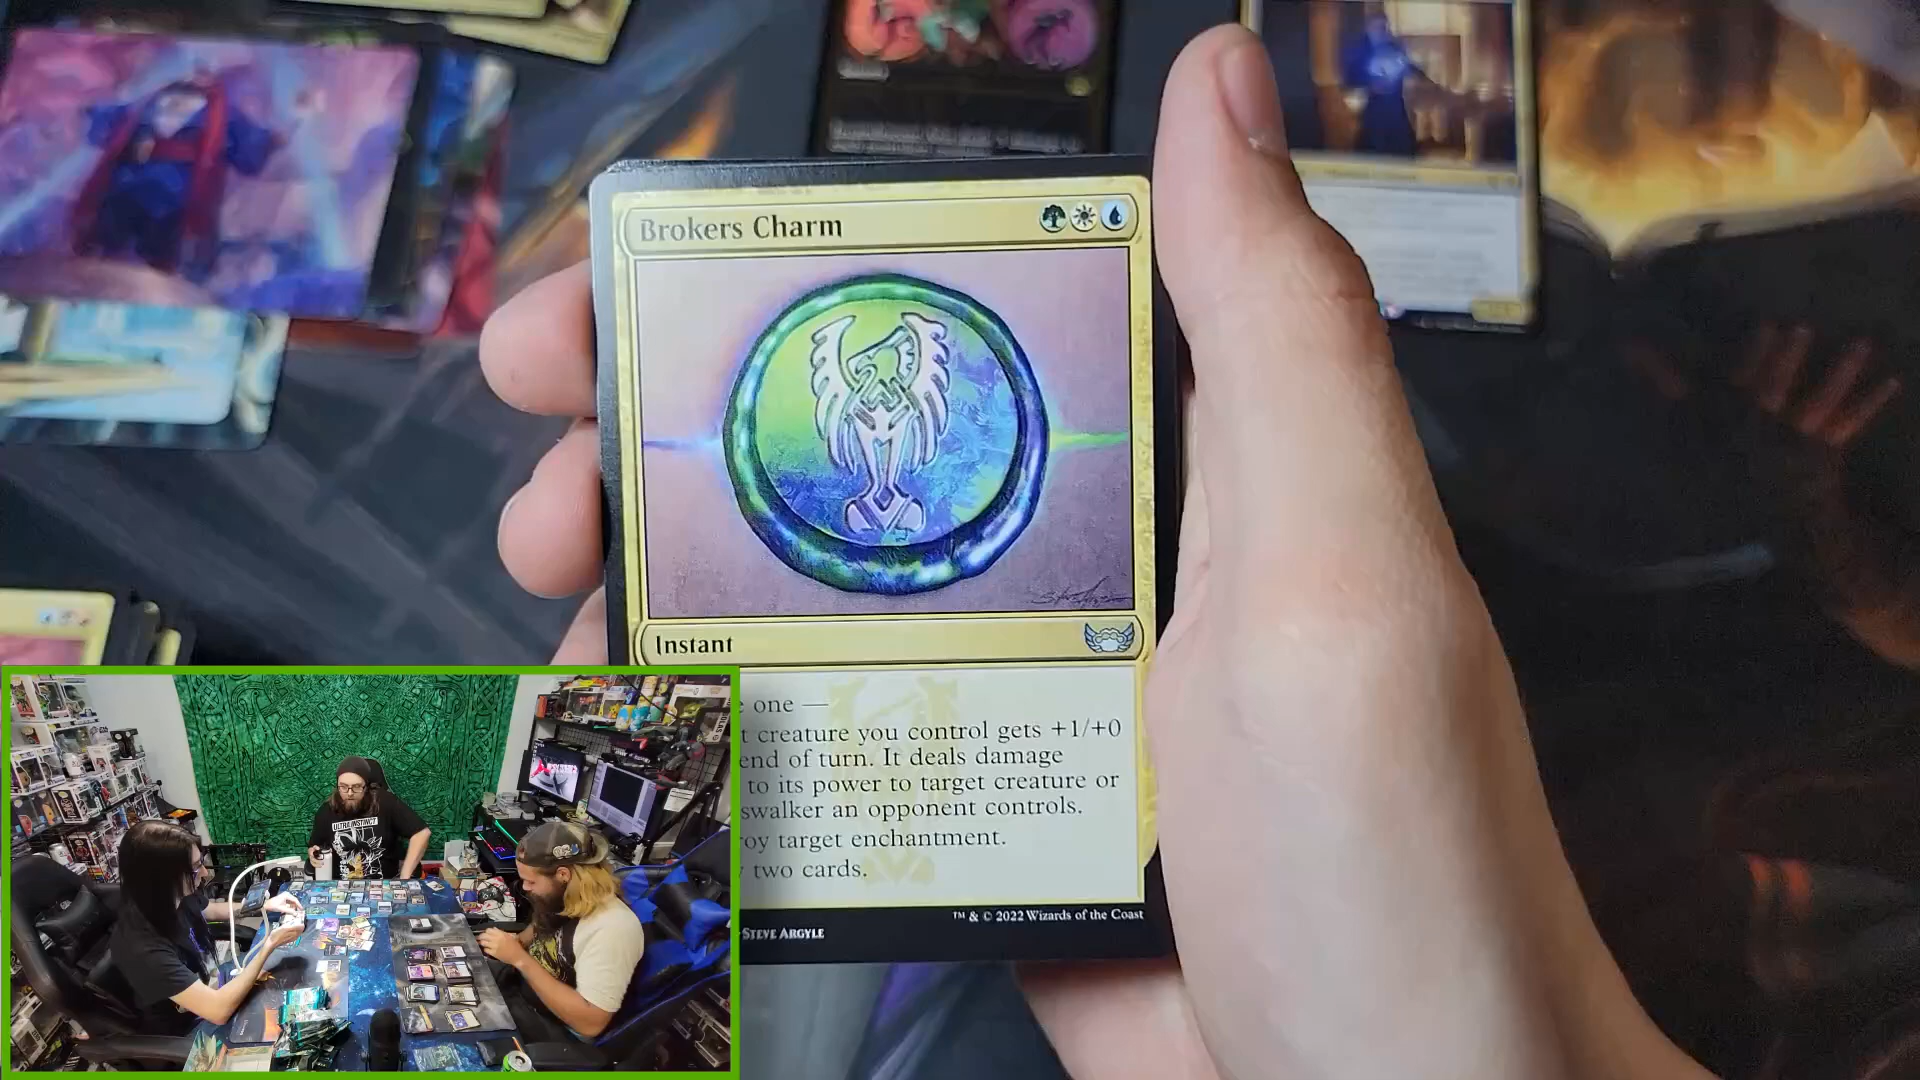 Brokers Charm
Instant
one —
creature you control gets +1/+0
end of turn. It deals damage
to its power to target creature or
swalker an opponent controls.
oy target enchantment.
two cards.
™ & © 2022 Wizards of the Coast
STEVE ARGYLE
ULTRA INSTINCT